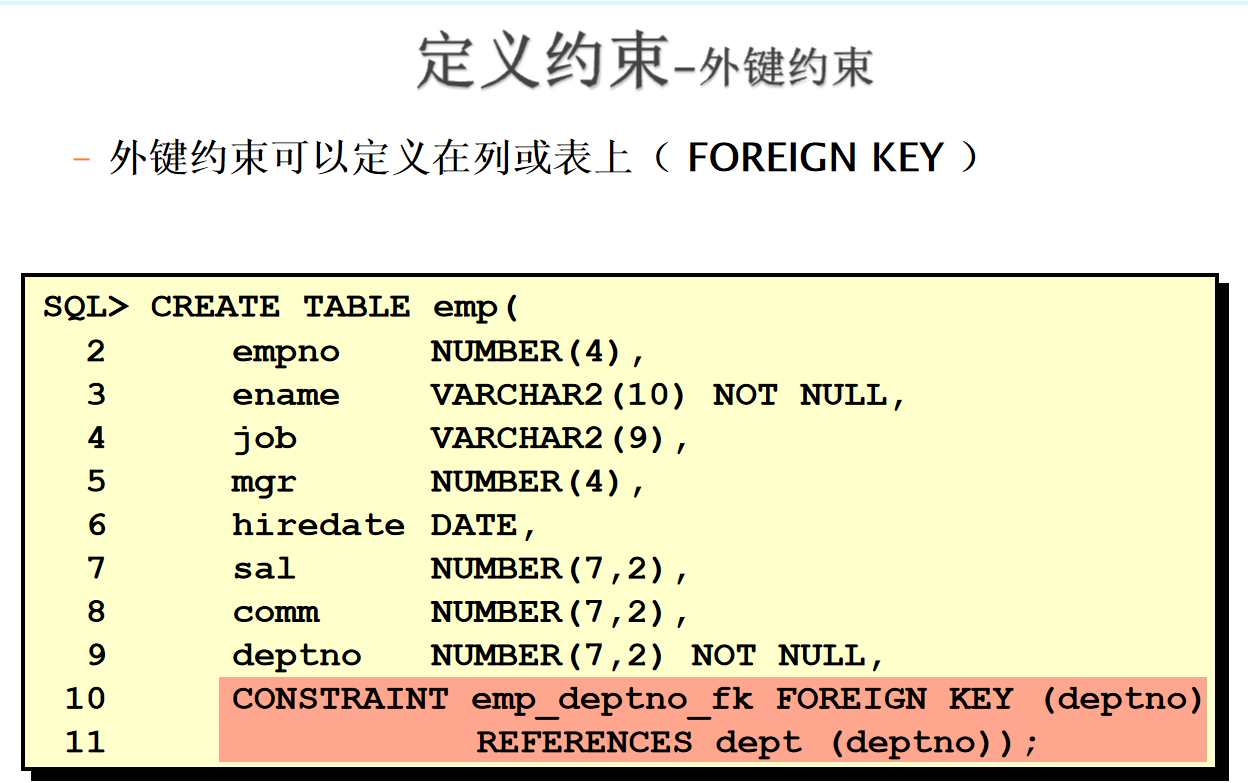 定义约束-外键约束
– 外键约束可以定义在列或表上（ FOREIGN KEY ）
SQL> CREATE TABLE emp(
2 empno NUMBER(4),
3 ename VARCHAR2(10) NOT NULL,
4 job VARCHAR2(9),
5 mgr NUMBER(4),
6 hiredate DATE,
7 sal NUMBER(7,2),
8 comm NUMBER(7,2),
9 deptno NUMBER(7,2) NOT NULL,
10 CONSTRAINT emp_deptno_fk FOREIGN KEY (deptno)
11 REFERENCES dept (deptno));